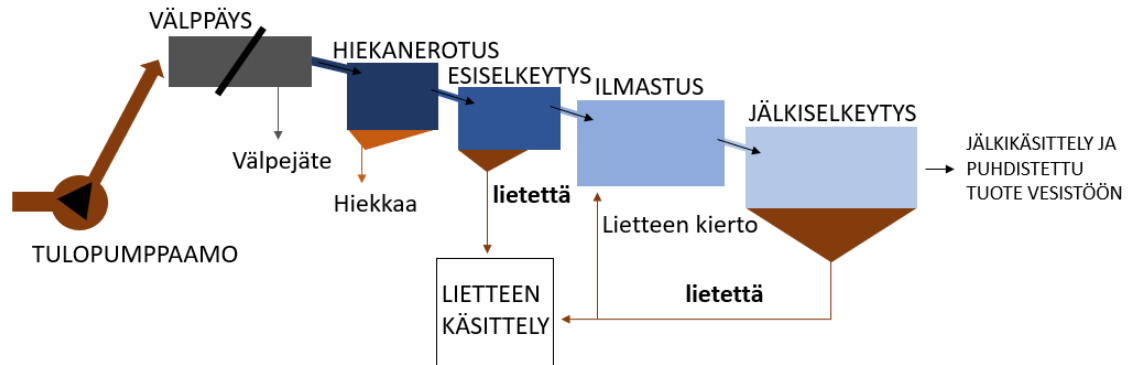 VÄLPPÄYS
HIEKANEROTUS
ESISELKEYTYS
ILMASTUS
JÄLKISELKEYTYS
Välpejäte
Hiekkaa
lietettä
Lietteen kierto
JÄLKIKÄSITTELY JA
PUHDISTETTU
TUOTE VESISTÖÖN
TULOPUMPPAAMO
LIETTEEN
KÄSITTELY
lietettä